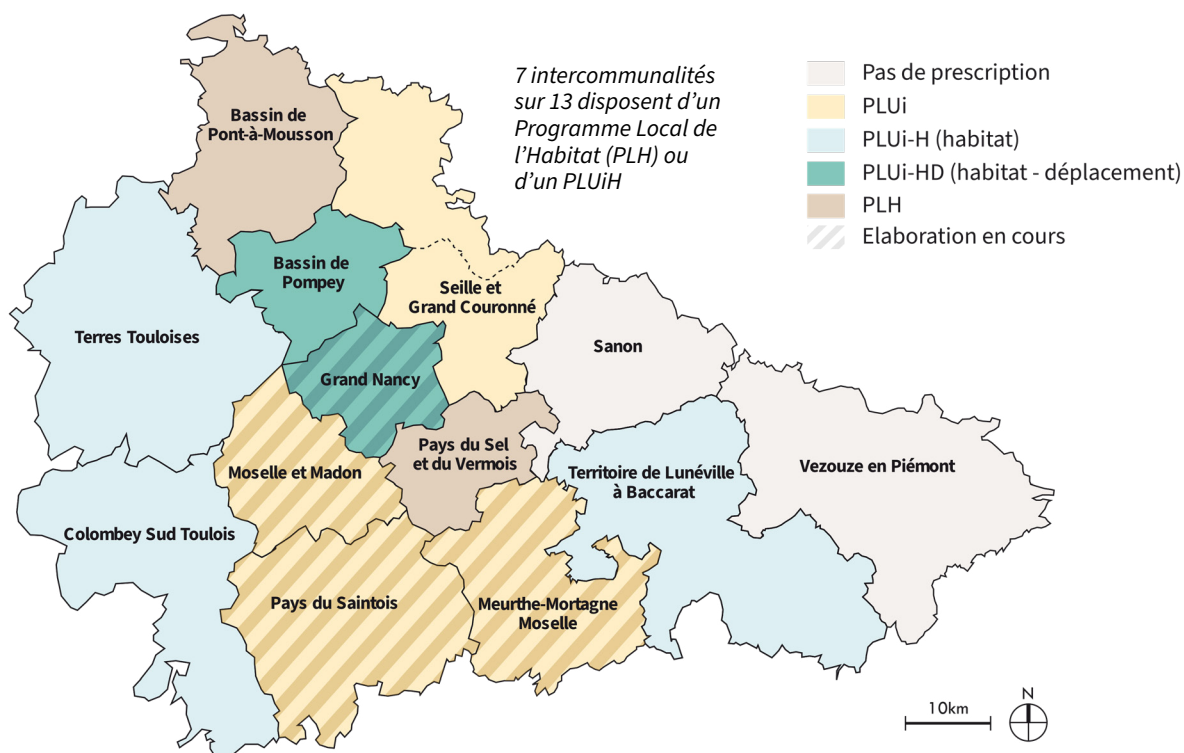 7 intercommunalités
sur 13 disposent d’un
Programme Local de
l’Habitat (PLH) ou
d’un PLUiH
Pas de prescription
PLUi
PLUi-H (habitat)
PLUi-HD (habitat - déplacement)
PLH
Elaboration en cours
Bassin de
Pont-à-Mousson
Bassin de
Pompey
Seille et
Grand Couronné
Terres Touloises
Sanon
Grand Nancy
Pays du Sel
et du Vermois
Moselle et Madon
Territoire de Lunéville
à Baccarat
Vezouze en Piémont
Colombey Sud Toulois
Pays du Saintois
Meurthe-Mortagne
Moselle
10km
N